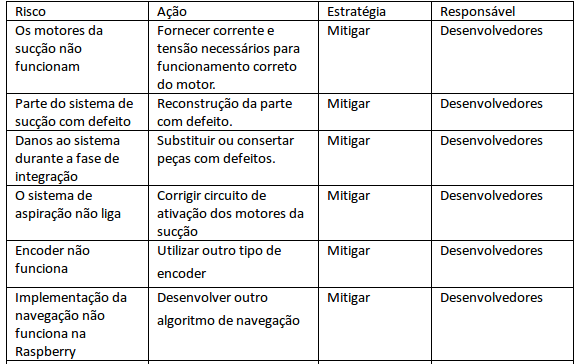 Risco Ação Estratégia Responsável
Os motores da sucção não funcionam Fornecer corrente e tensão necessários para funcionamento correto do motor. Mitigar Desenvolvedores
Parte do sistema de sucção com defeito Reconstrução da parte com defeito. Mitigar Desenvolvedores
Danos ao sistema durante a fase de integração Substituir ou consertar peças com defeitos. Mitigar Desenvolvedores
O sistema de aspiração não liga Corrigir circuito de ativação dos motores da sucção Mitigar Desenvolvedores
Encoder não funciona Utilizar outro tipo de encoder Mitigar Desenvolvedores
Implementação da navegação não funciona na Raspberry Desenvolver outro algoritmo de navegação Mitigar Desenvolvedores